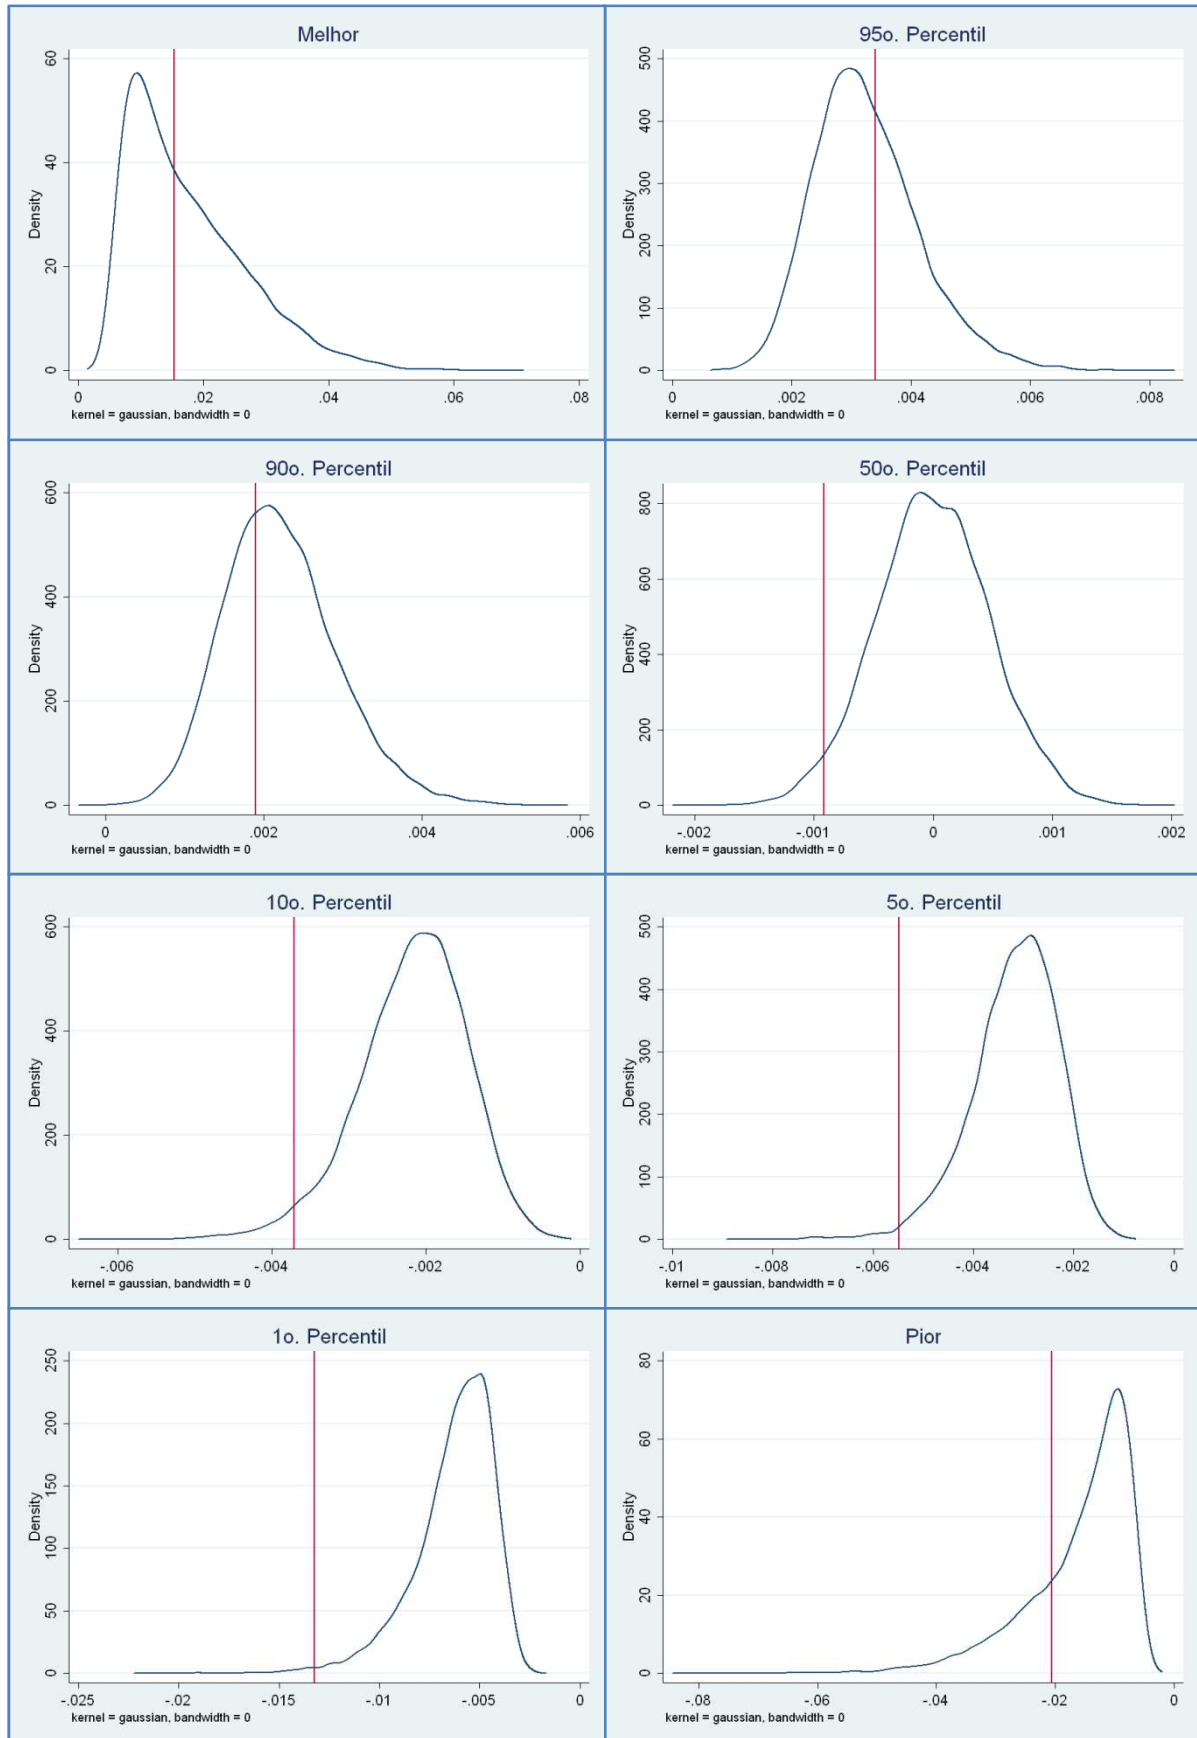 Melhor
Density
60
40
20
0
0 .02 .04 .06 .08
kernel = gaussian, bandwidth = 0
95o. Percentil
Density
500
400
300
200
100
0
0 .002 .004 .006 .008
kernel = gaussian, bandwidth = 0
90o. Percentil
Density
600
400
200
0
0 .002 .004 .006
kernel = gaussian, bandwidth = 0
50o. Percentil
Density
800
600
400
200
0
-.002 -.001 0 .001 .002
kernel = gaussian, bandwidth = 0
10o. Percentil
Density
600
400
200
0
-.006 -.004 -.002 0
kernel = gaussian, bandwidth = 0
5o. Percentil
Density
500
400
300
200
100
0
-.01 -.008 -.006 -.004 -.002 0
kernel = gaussian, bandwidth = 0
1o. Percentil
Density
250
200
150
100
50
0
-.025 -.02 -.015 -.01 -.005 0
kernel = gaussian, bandwidth = 0
Pior
Density
80
60
40
20
0
-.08 -.06 -.04 -.02 0
kernel = gaussian, bandwidth = 0